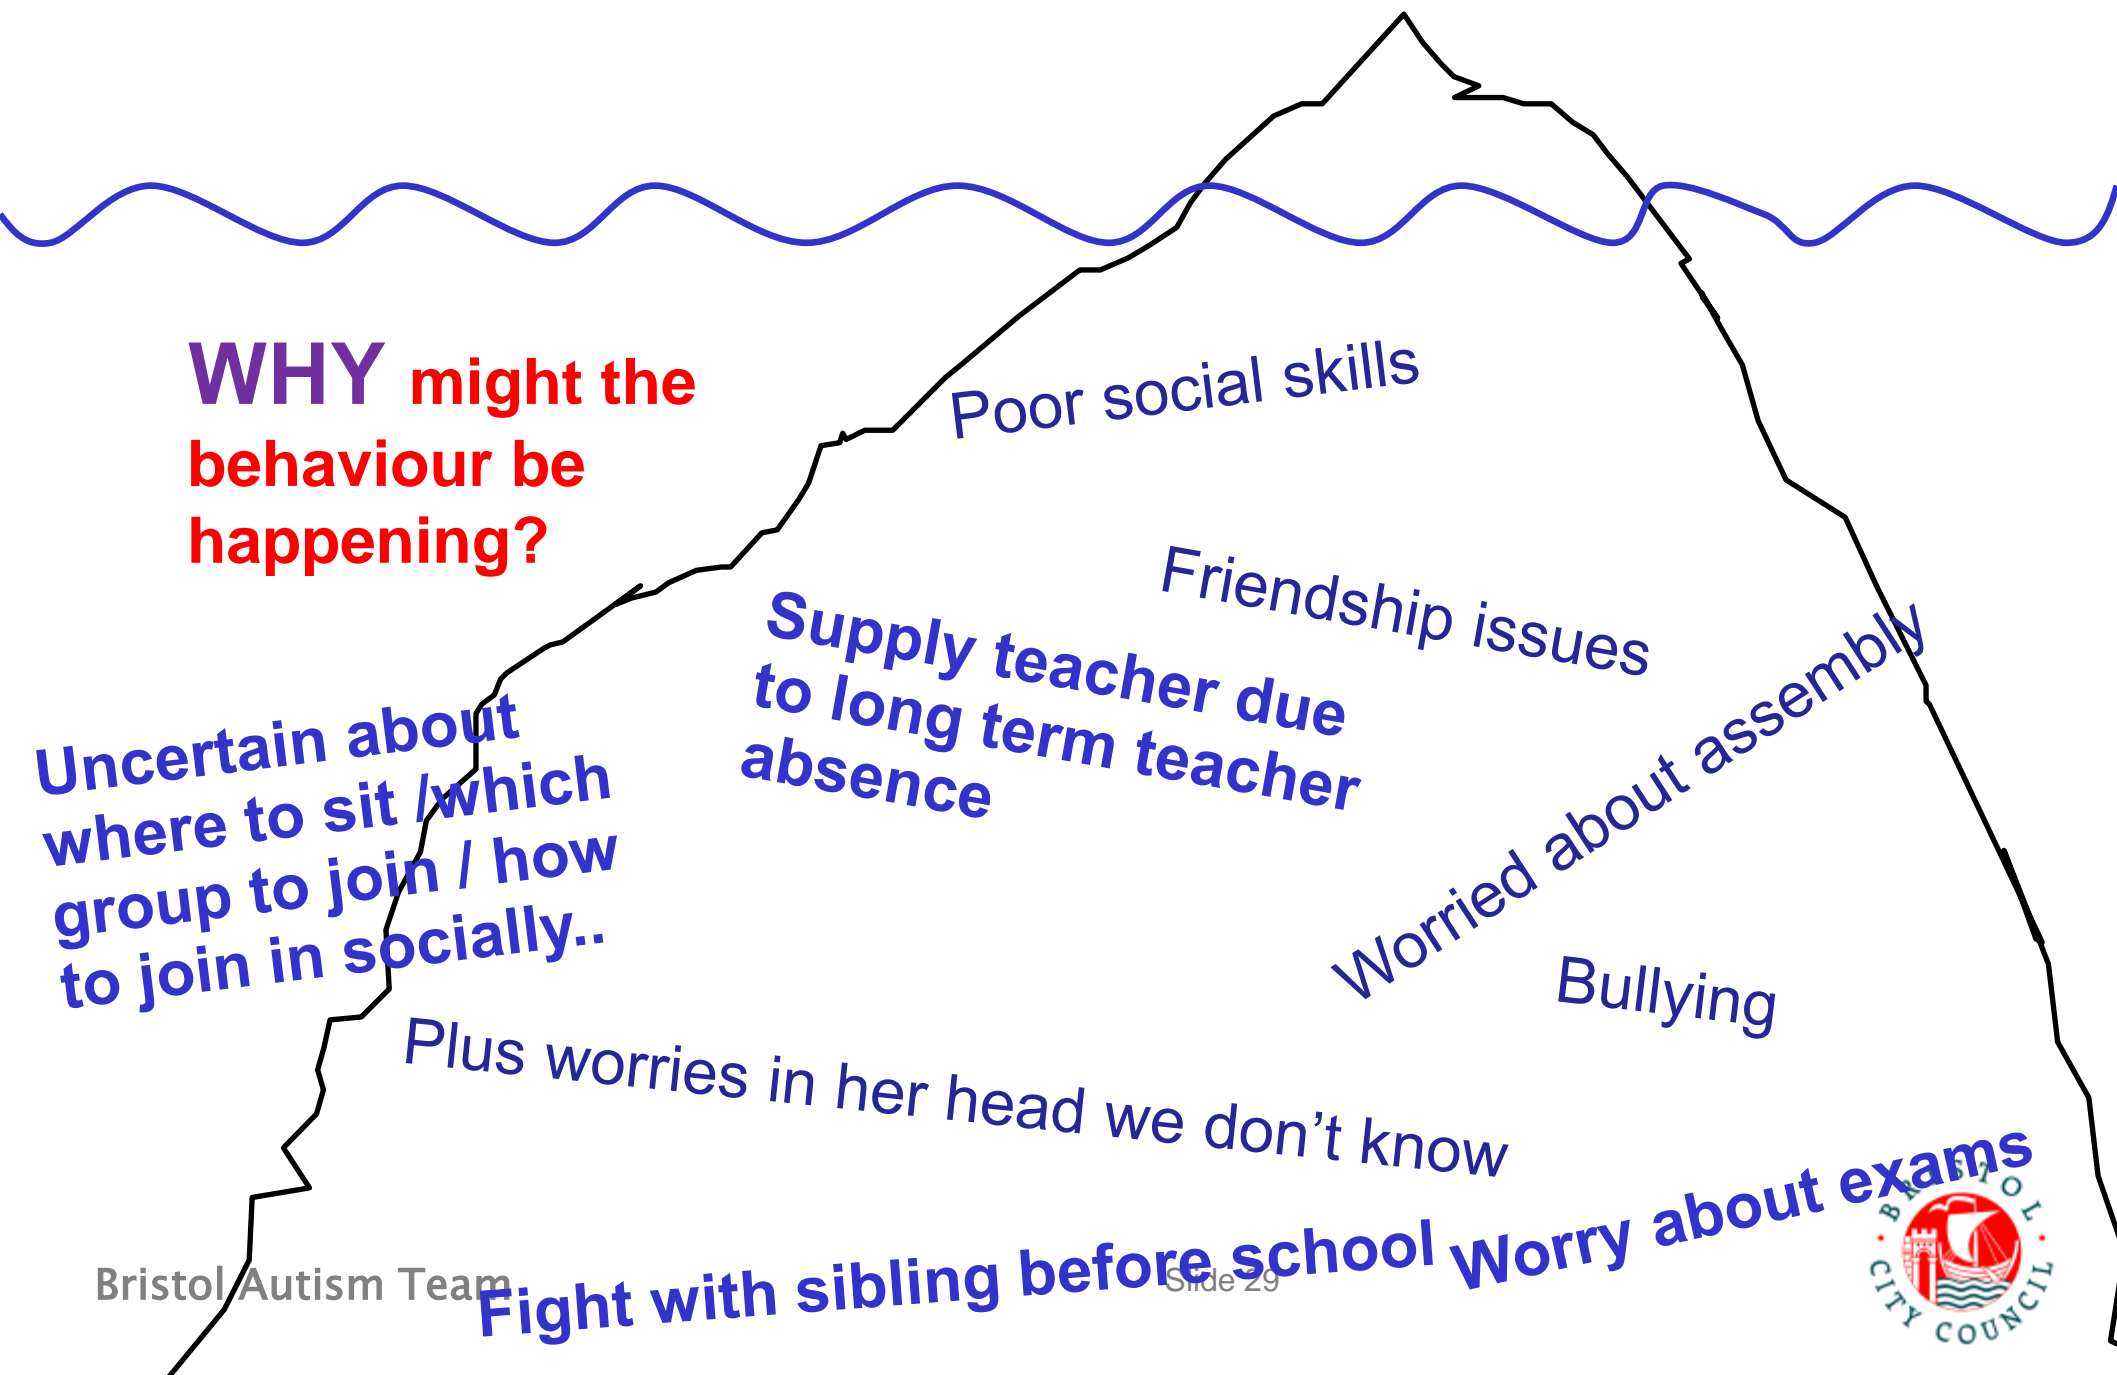 WHY might the
behaviour be
happening?
Poor social skills
Friendship issues
Supply teacher due
to long term teacher
absence
Worried about assembly
Uncertain about
where to sit /which
group to join / how
to join in socially..
Bullying
Plus worries in her head we don’t know
Worry about exams
Fight with sibling before school
Bristol Autism Team
Slide 29
BRISTOL
CITY COUNCIL